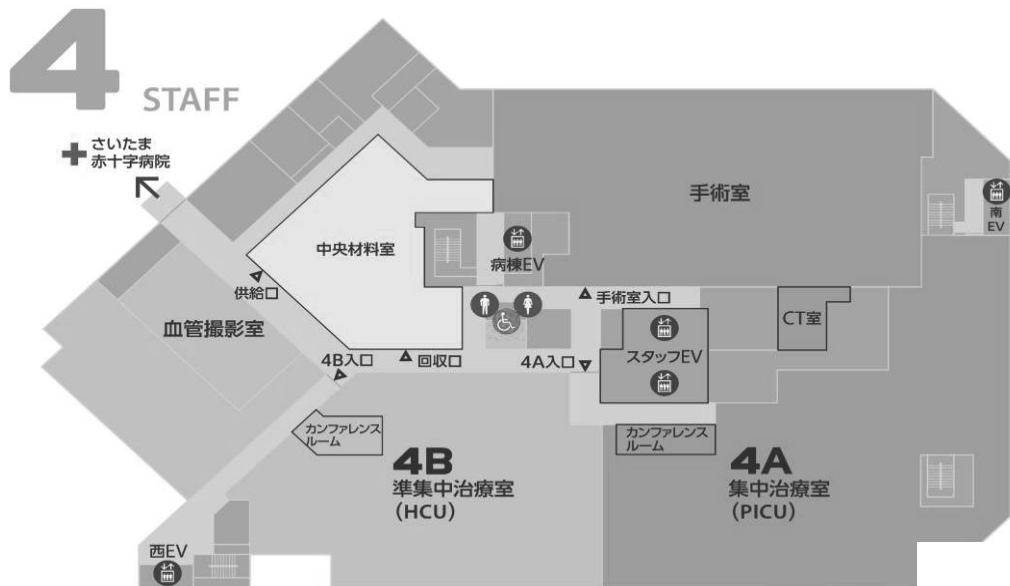 4
STAFF
さいたま
赤十字病院
手術室
南
EV
中央材料室
病棟EV
供給口
手術室入口
血管撮影室
CT室
4B入口
回収口
4A入口
スタッフEV
カンファレンス
ルーム
カンファレンス
ルーム
4B
準集中治療室
(HCU)
4A
集中治療室
(PICU)
西EV